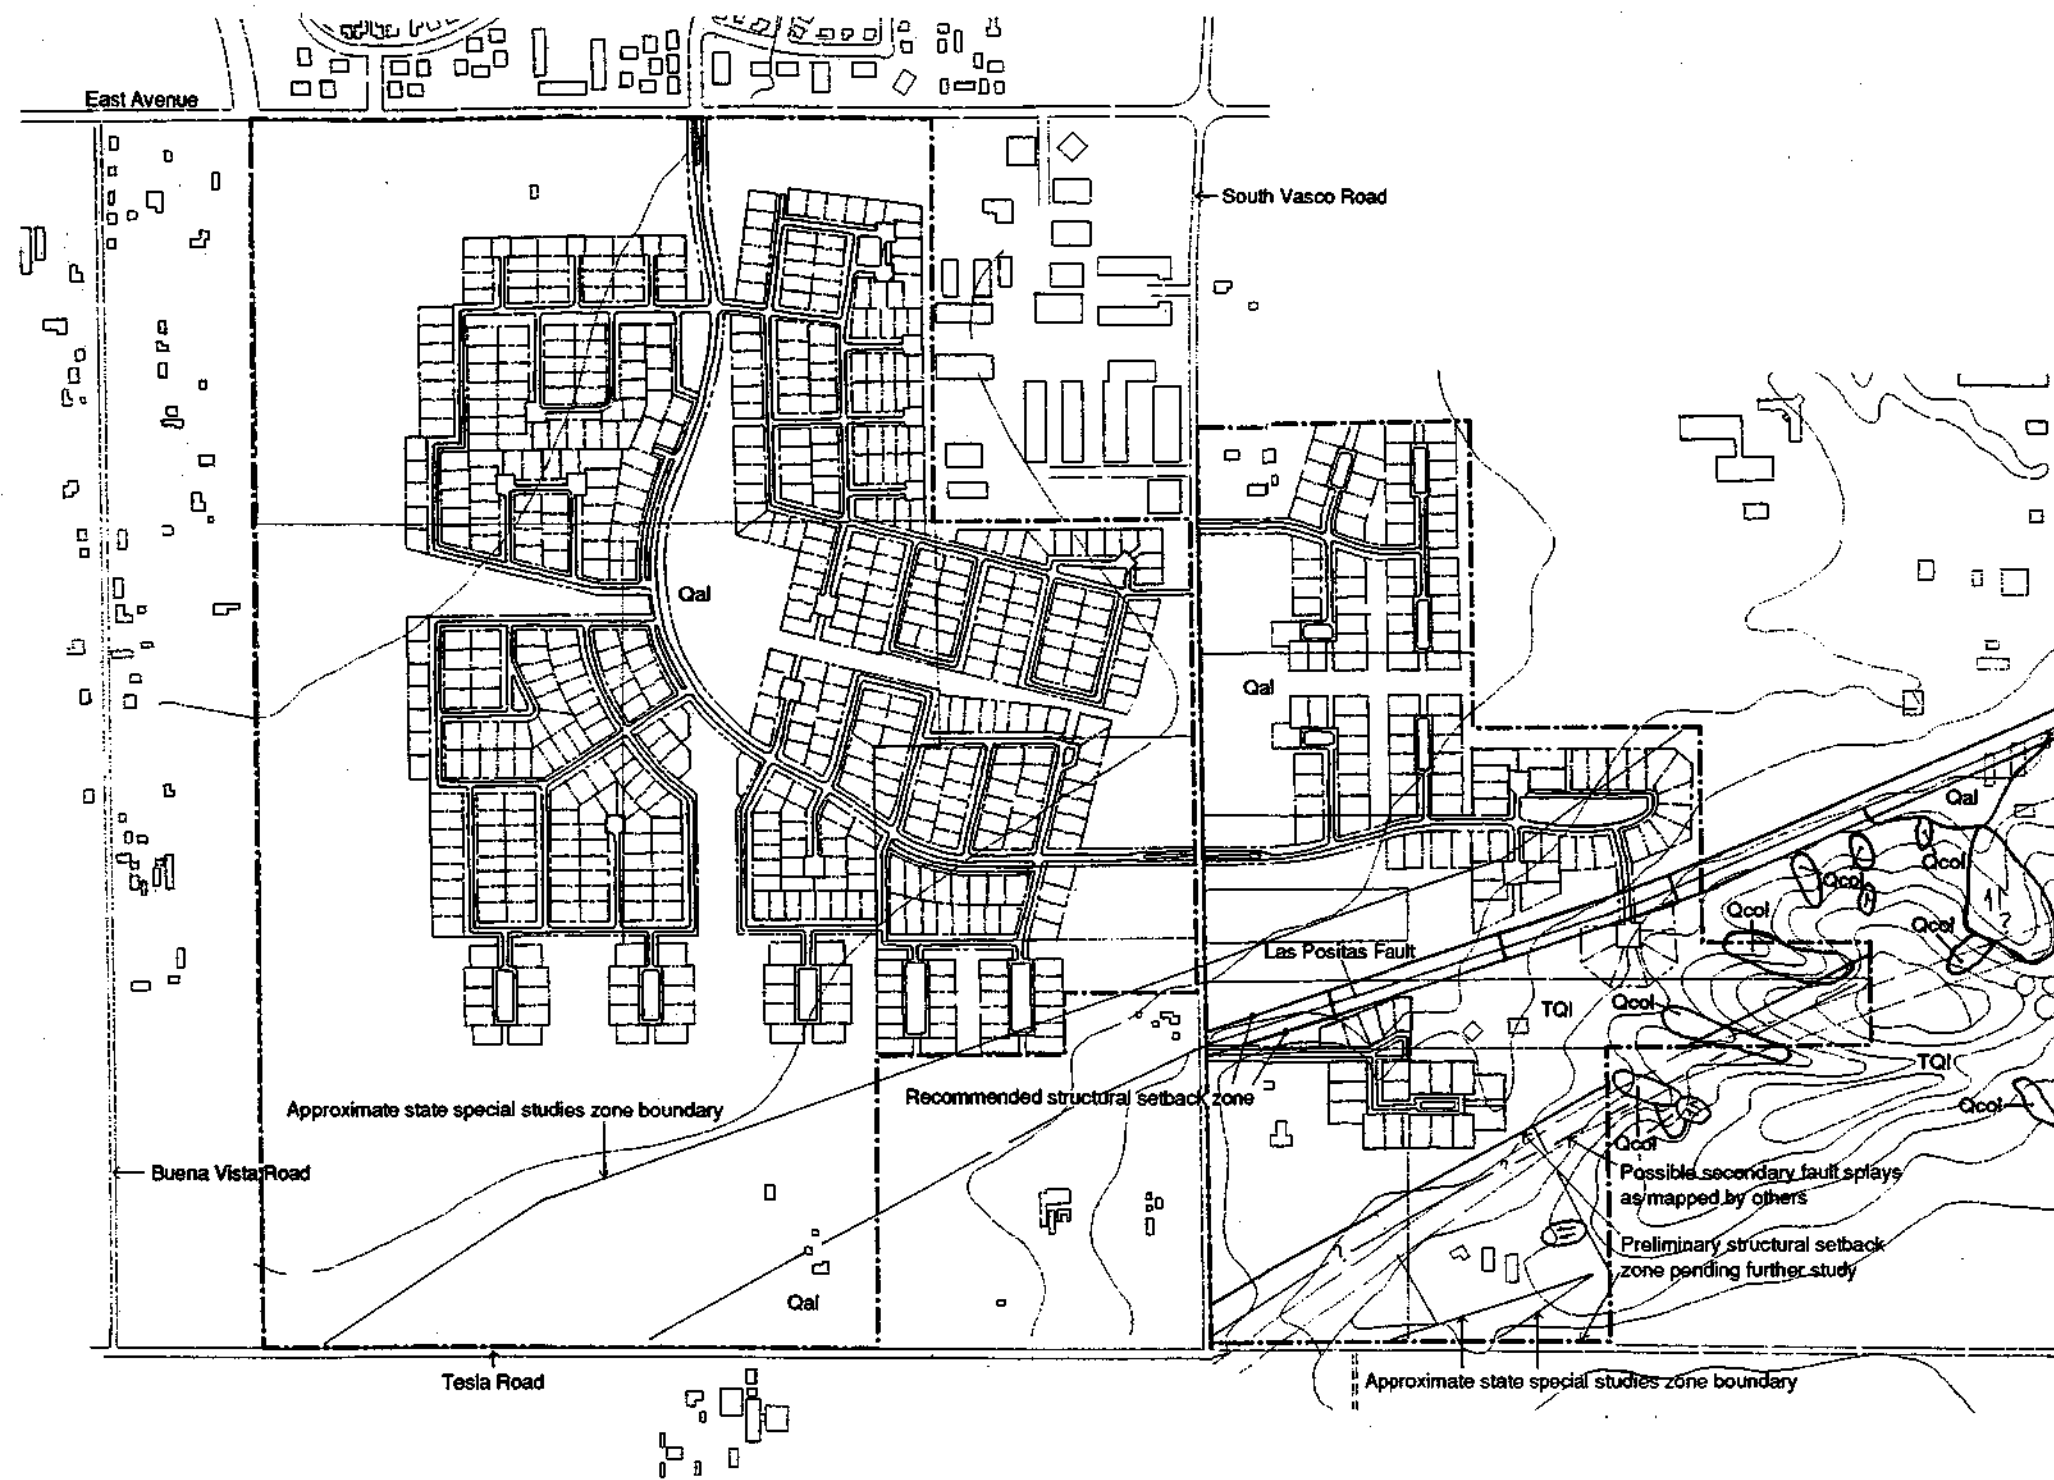 East Avenue
South Vasco Road
Qal
Qal
Qal
Qcol
Qcol
Qcol
Qcol
Las Positas Fault
TQl
Qcol
TQl
Recommended structural setback zone
Approximate state special studies zone boundary
Qcol
Qcol
Buena Vista Road
Possible secondary fault splays
as mapped by others
Preliminary structural setback
zone pending further study
Qal
Tesla Road
Approximate state special studies zone boundary